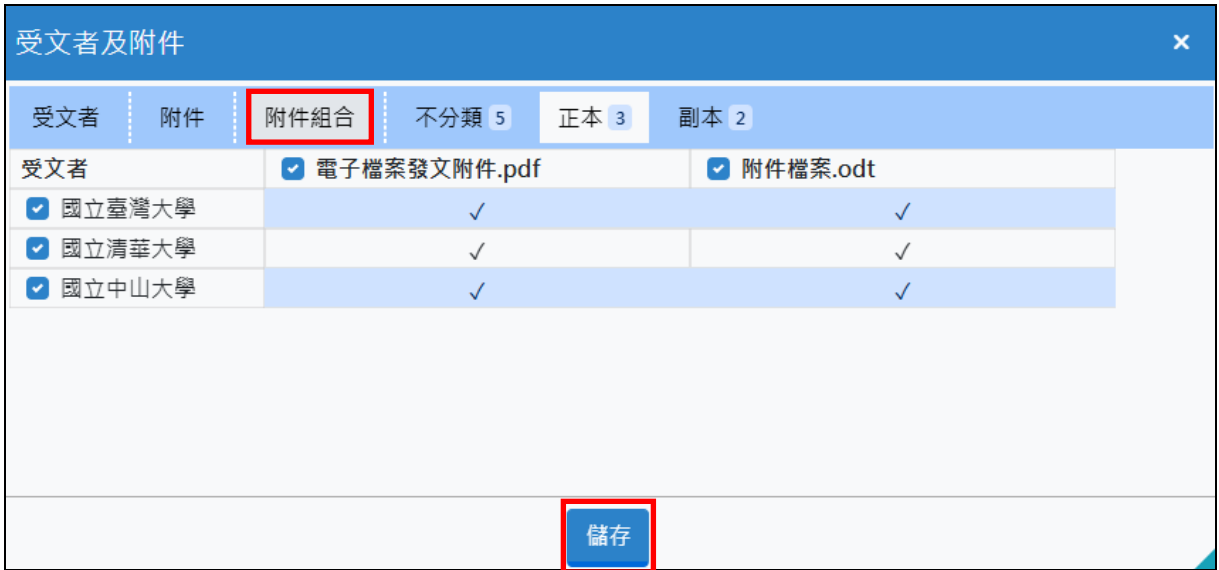 受文者及附件 ×
受文者 附件 附件組合 不分類 5 正本 3 副本 2
受文者 電子檔案發文附件.pdf 附件檔案.odt
國立臺灣大學 ✓ ✓
國立清華大學 ✓ ✓
國立中山大學 ✓ ✓
儲存